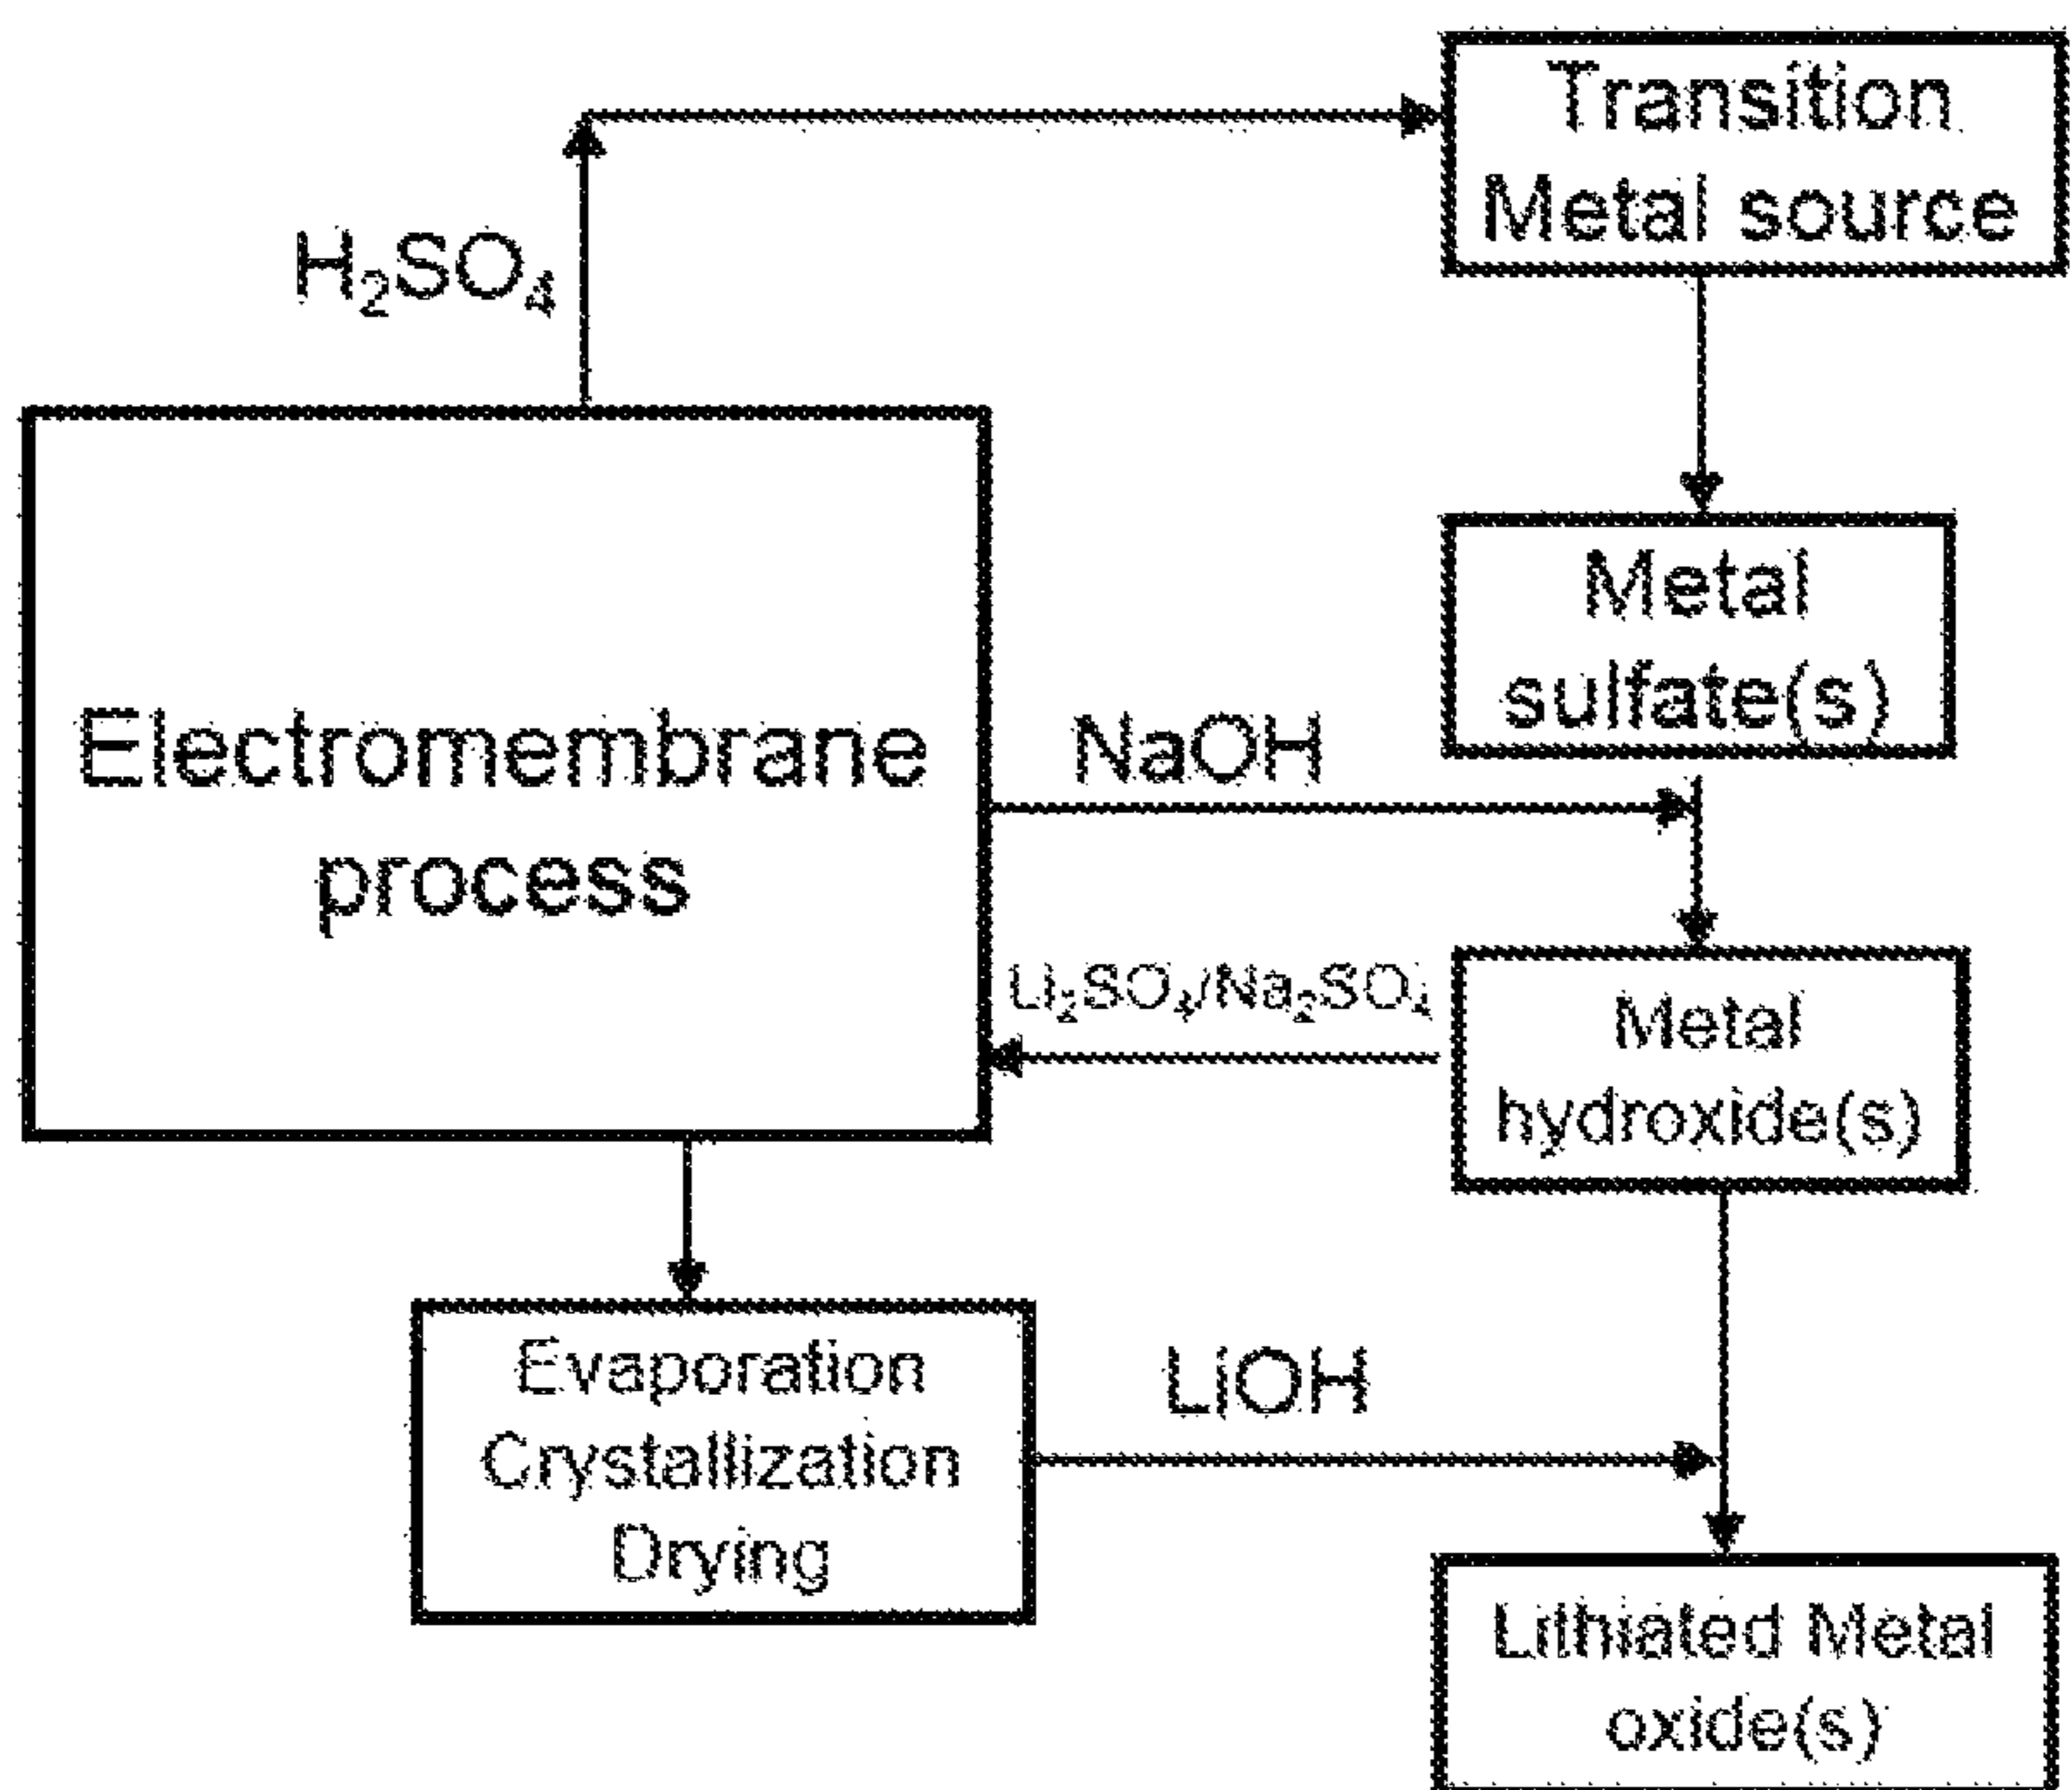 Transition
Metal source
H₂SO₄
Metal
sulfate(s)
Electromembrane
process
NaOH
Li₂SO₄/Na₂SO₄
Metal
hydroxide(s)
Evaporation
Crystallization
Drying
LiOH
Lithiated Metal
oxide(s)